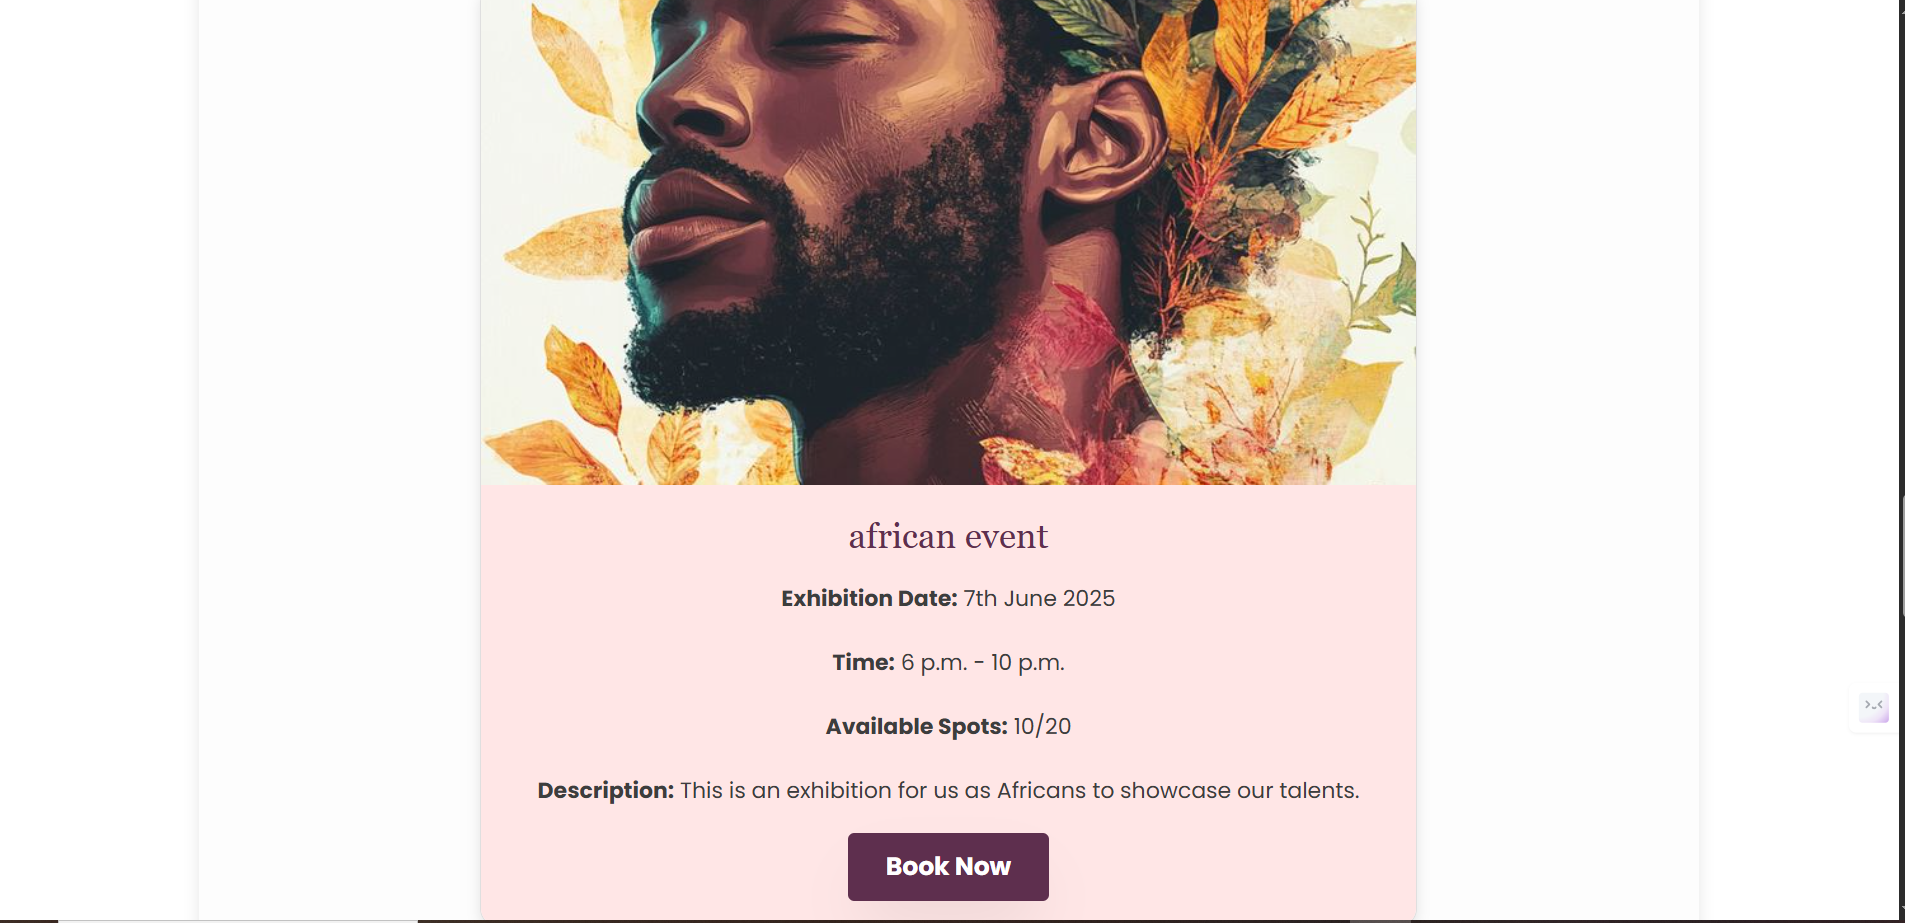 african event
Exhibition Date: 7th June 2025
Time: 6 p.m. - 10 p.m.
Available Spots: 10/20
Description: This is an exhibition for us as Africans to showcase our talents.
Book Now